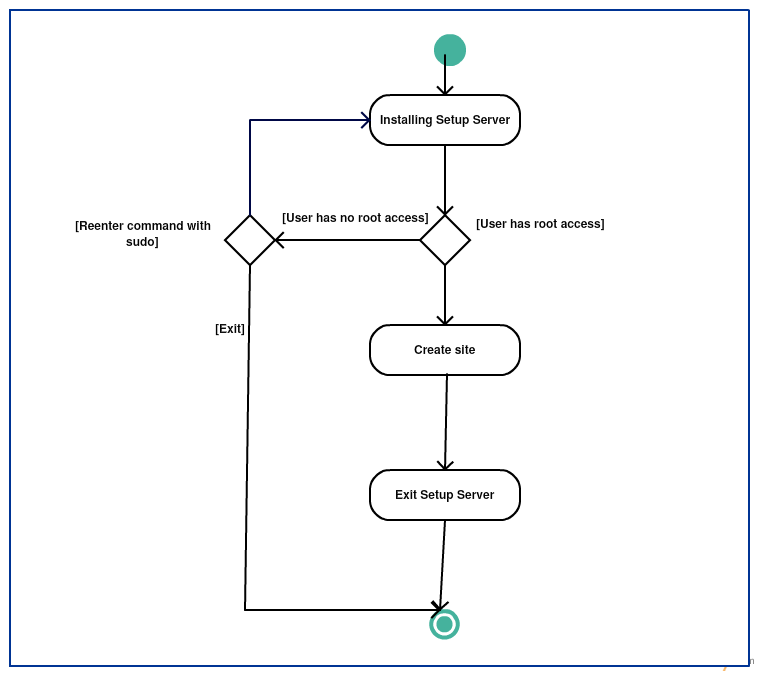 Installing Setup Server
[User has no root access]
[User has root access]
[Reenter command with
sudo]
[Exit]
Create site
Exit Setup Server